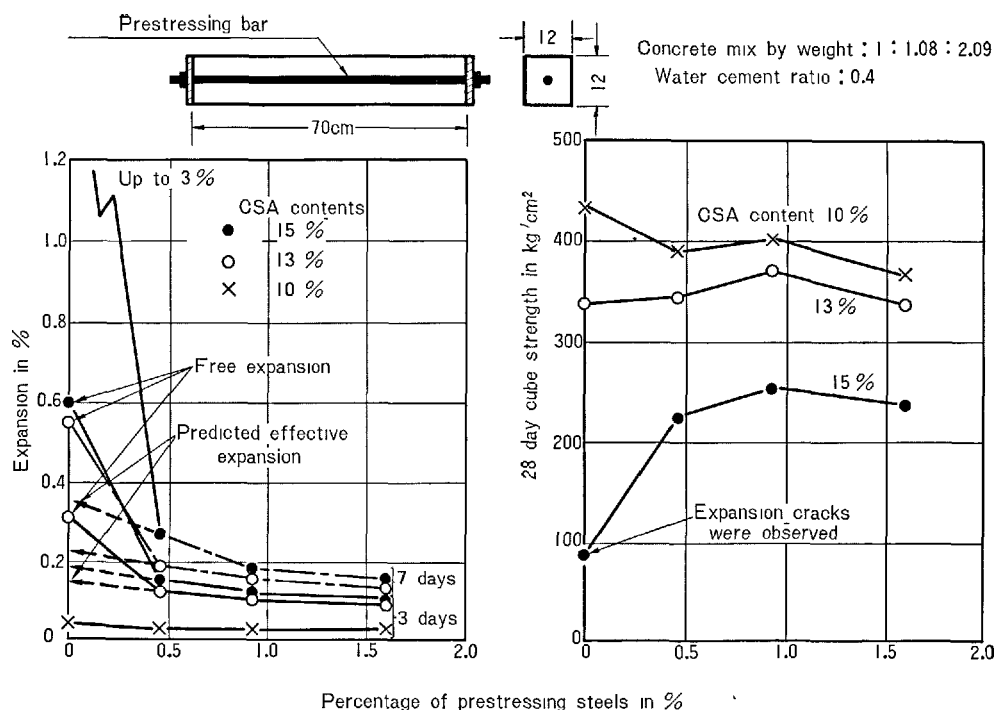 Prestressing bar
12
12
70cm
Concrete mix by weight : 1 : 1.08 : 2.09
Water cement ratio : 0.4
1.2
1.0
0.8
0.6
0.4
0.2
0
Expansion in %
Up to 3 %
CSA contents
15 %
13 %
10 %
Free expansion
Predicted effective
expansion
7 days
3 days
0
0.5
1.0
1.5
2.0
500
400
300
200
100
0
28 day cube strength in kg/cm²
CSA content 10 %
13 %
15 %
Expansion cracks
were observed
0
0.5
1.0
1.5
2.0
Percentage of prestressing steels in %